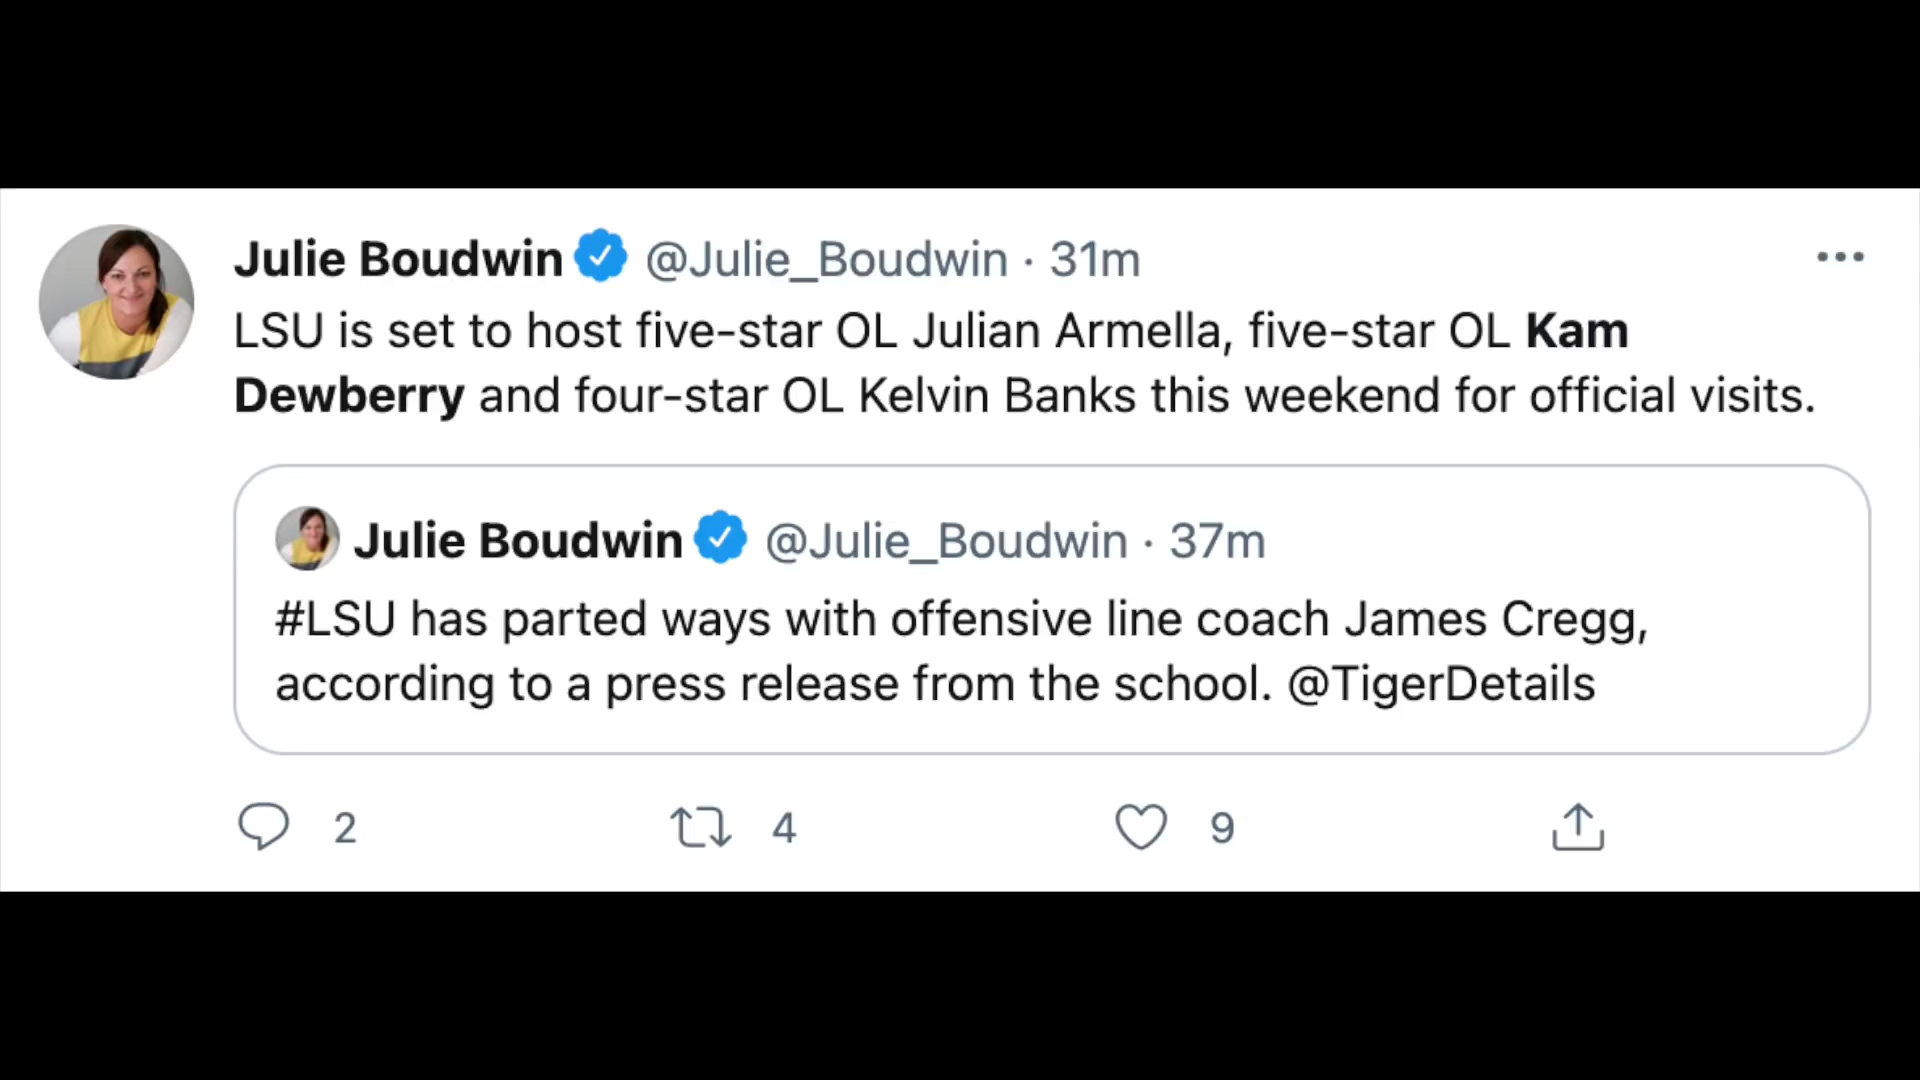 Julie Boudwin @Julie_Boudwin · 31m
LSU is set to host five-star OL Julian Armella, five-star OL Kam
Dewberry and four-star OL Kelvin Banks this weekend for official visits.
Julie Boudwin @Julie_Boudwin · 37m
#LSU has parted ways with offensive line coach James Cregg,
according to a press release from the school. @TigerDetails
2 4 9